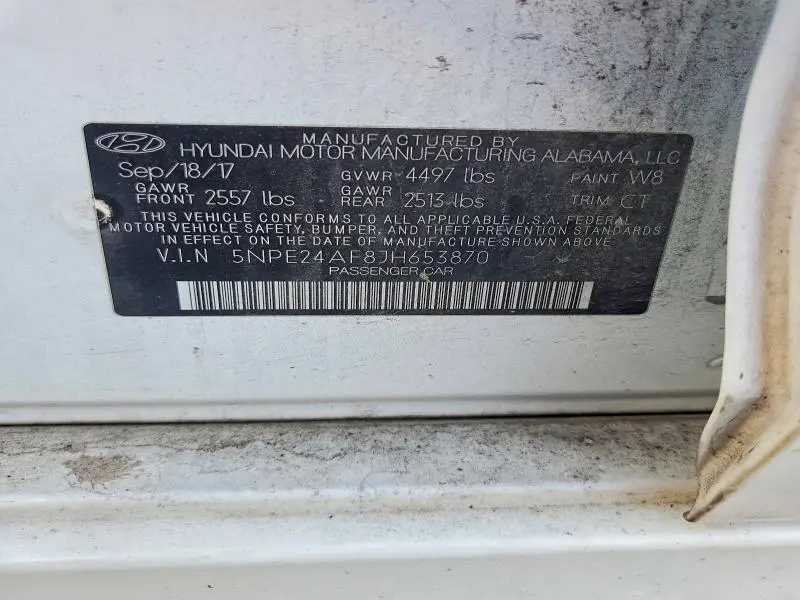 MANUFACTURED BY
HYUNDAI MOTOR MANUFACTURING ALABAMA, LLC
Sep/18/17 GVWR 4497 lbs PAINT W8
GAWR FRONT 2557 lbs GAWR REAR 2513 lbs TRIM CT
THIS VEHICLE CONFORMS TO ALL APPLICABLE U.S.A. FEDERAL
MOTOR VEHICLE SAFETY, BUMPER, AND THEFT PREVENTION STANDARDS
IN EFFECT ON THE DATE OF MANUFACTURE
V.I.N 5NPE24AF8JH653870
PASSENGER CAR